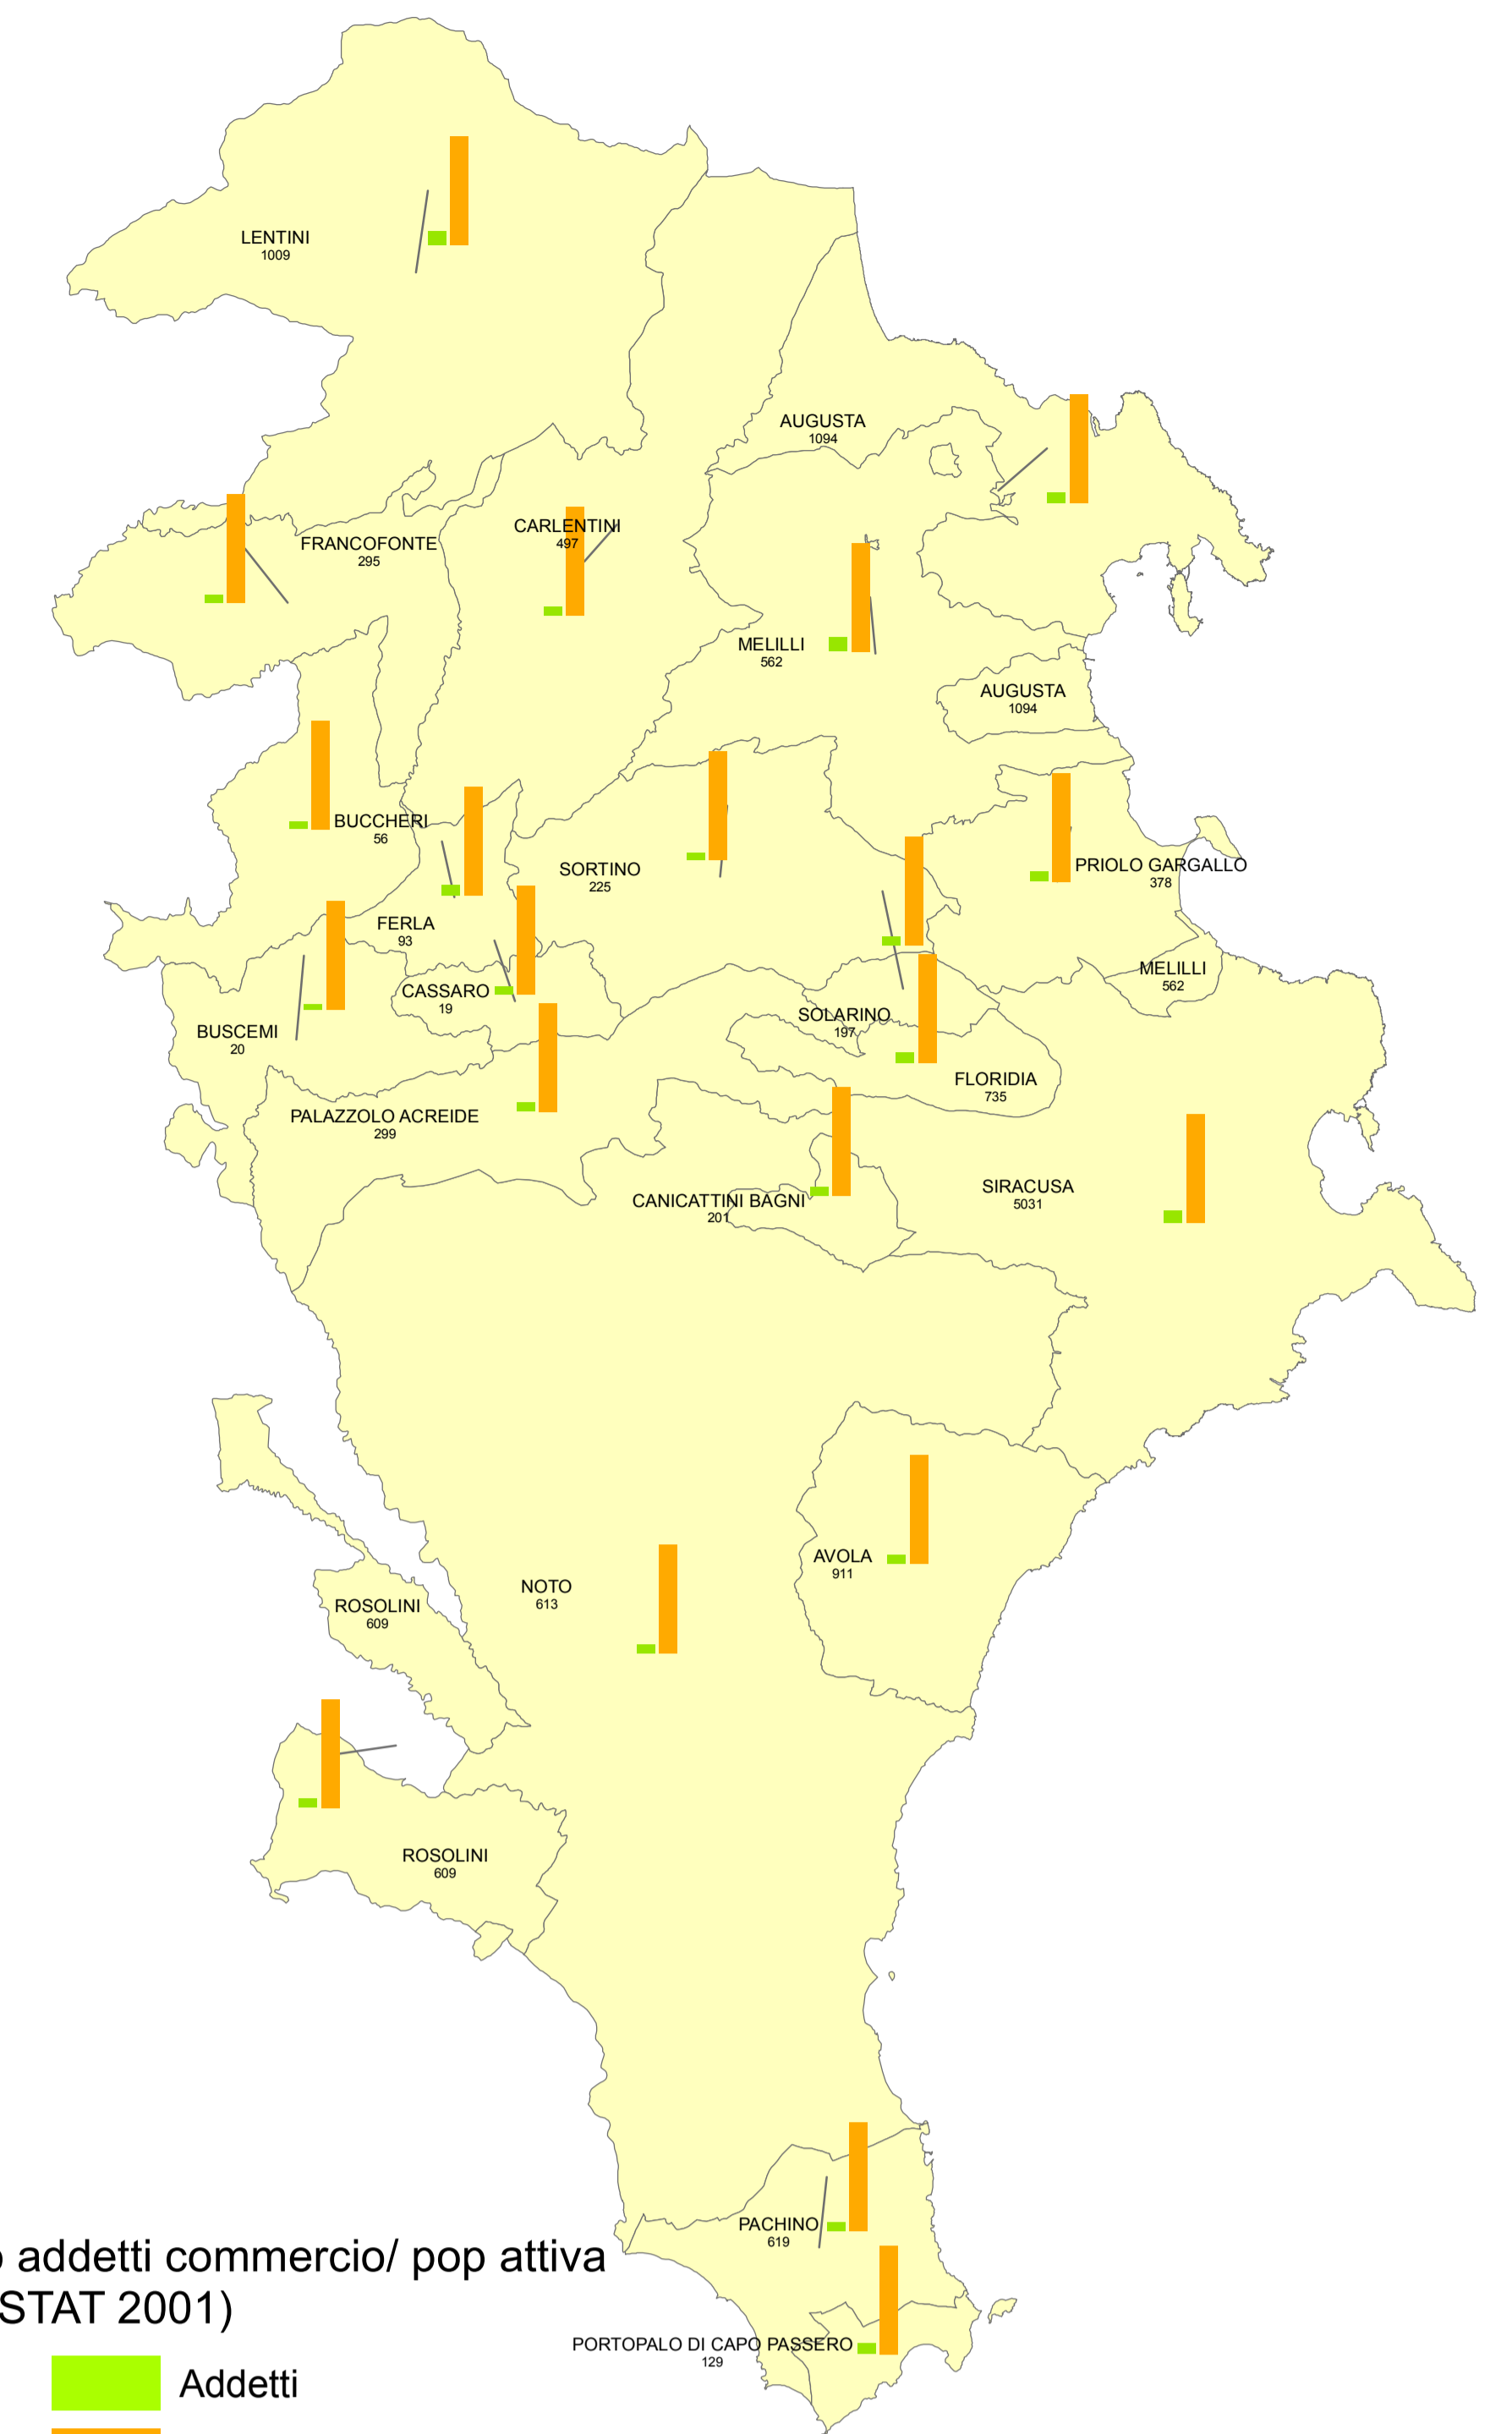 LENTINI
1009
AUGUSTA
1094
CARLENTINI
497
FRANCOFONTE
295
MELILLI
562
AUGUSTA
1094
BUCCHERI
56
SORTINO
225
PRIOLO GARGALLO
378
FERLA
93
MELILLI
562
CASSARO
19
SOLARINO
197
BUSCEMI
20
FLORIDIA
735
PALAZZOLO ACREIDE
299
SIRACUSA
5031
CANICATTINI BAGNI
201
AVOLA
911
NOTO
613
ROSOLINI
609
ROSOLINI
609
PACHINO
619
addetti commercio/ pop attiva
STAT 2001)
PORTOPALO DI CAPO PASSERO
129
Addetti